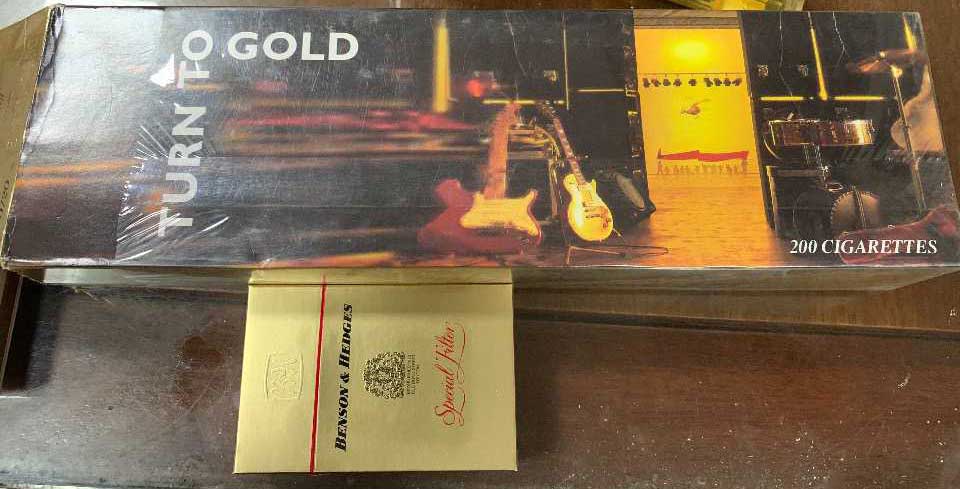 TURN TO GOLD
200 CIGARETTES
BENSON & HEDGES
Special Filter